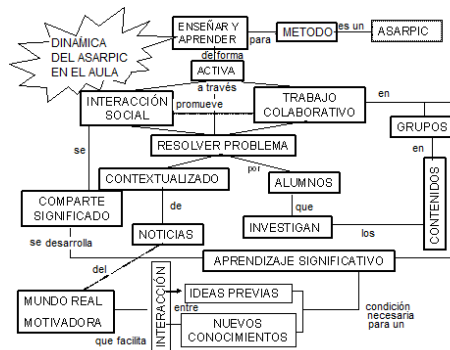 DINAMICA
DEL ASARPIC
EN EL AULA
ENSEÑAR Y
APRENDER
para
METODO
es un
ASARPIC
de forma
ACTIVA
a través
INTERACCIÓN
SOCIAL
promueve
TRABAJO
COLABORATIVO
en
GRUPOS
RESOLVER PROBLEMA
se
en
CONTEXTUALIZADO
por
ALUMNOS
CONTENIDOS
COMPARTE
SIGNIFICADO
de
que
NOTICIAS
INVESTIGAN
los
se desarrolla
APRENDIZAJE SIGNIFICATIVO
del
MUNDO REAL
MOTIVADORA
que facilita
INTERACCIÓN
IDEAS PREVIAS
entre
NUEVOS
CONOCIMIENTOS
condición
necesaria
para un